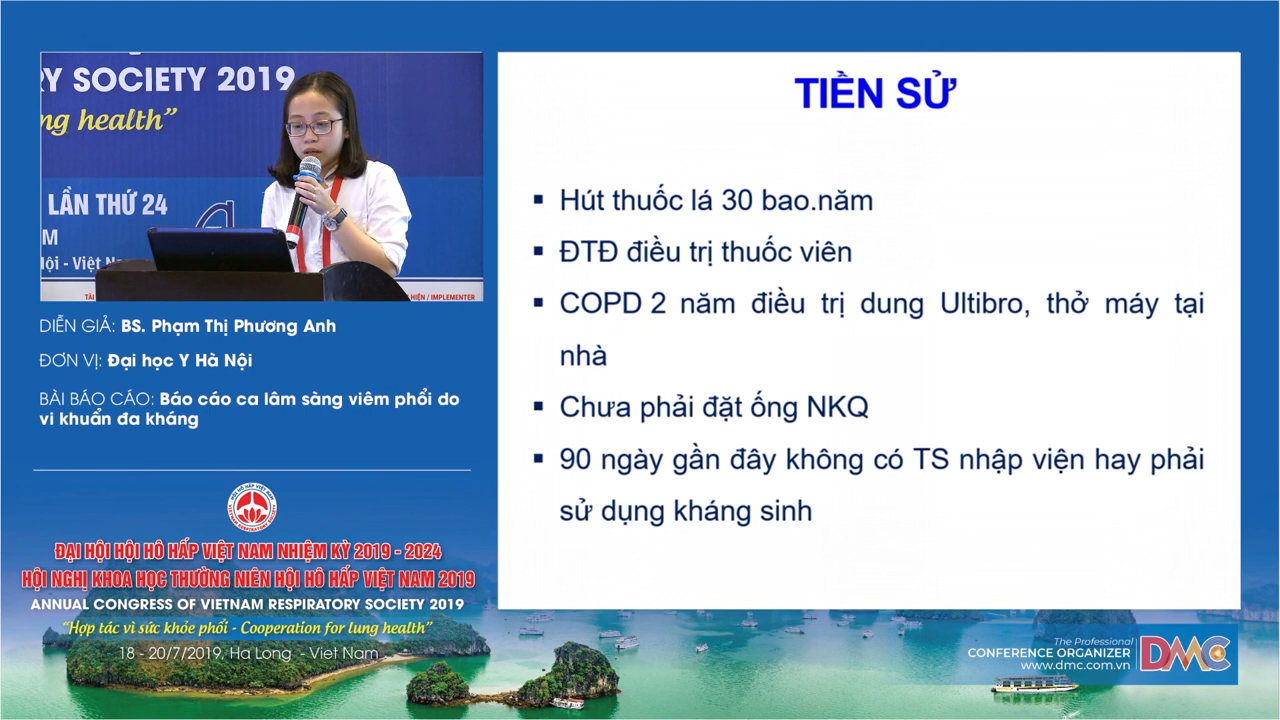 RY SOCIETY 2019
ng health”
LẦN THỨ 24
DIỄN GIẢ: BS. Phạm Thị Phương Anh
ĐƠN VỊ: Đại học Y Hà Nội
BÀI BÁO CÁO: Báo cáo ca lâm sàng viêm phổi do
vi khuẩn đa kháng
HỘI HÔ HẤP VIỆT NAM
VIETNAM RESPIRATORY SOCIETY
ĐẠI HỘI HỘI HÔ HẤP VIỆT NAM NHIỆM KỲ 2019 - 2024
HỘI NGHỊ KHOA HỌC THƯỜNG NIÊN HỘI HÔ HẤP VIỆT NAM 2019
ANNUAL CONGRESS OF VIETNAM RESPIRATORY SOCIETY 2019
“Hợp tác vì sức khỏe phổi - Cooperation for lung health”
18 - 20/7/2019, Ha Long - Viet Nam
TIỀN SỬ
▪ Hút thuốc lá 30 bao.năm
▪ ĐTĐ điều trị thuốc viên
▪ COPD 2 năm điều trị dung Ultibro, thở máy tại
nhà
▪ Chưa phải đặt ống NKQ
▪ 90 ngày gần đây không có TS nhập viện hay phải
sử dụng kháng sinh
The Professional
CONFERENCE ORGANIZER
www.dmc.com.vn
DMC